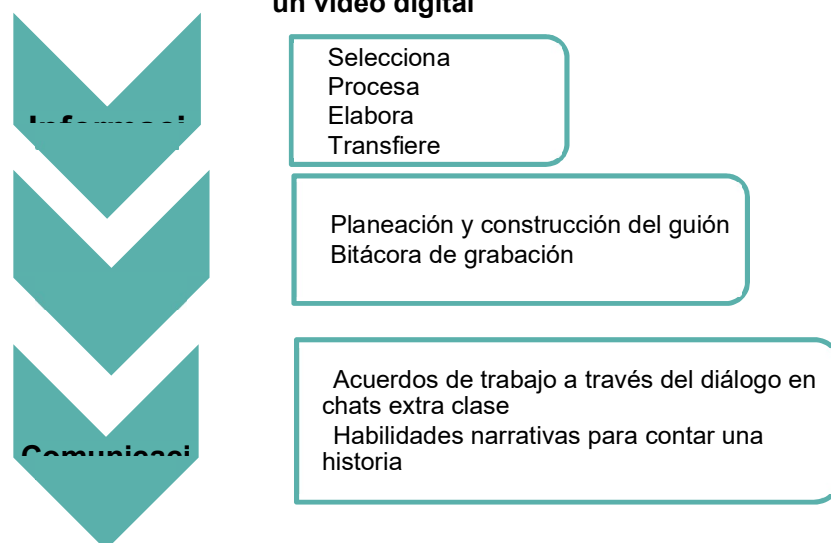 un video digital
Selecciona
Procesa
Elabora
Transfiere
Planeación y construcción del guión
Bitácora de grabación
Acuerdos de trabajo a través del diálogo en
chats extra clase
Habilidades narrativas para contar una
historia
Comunicaci